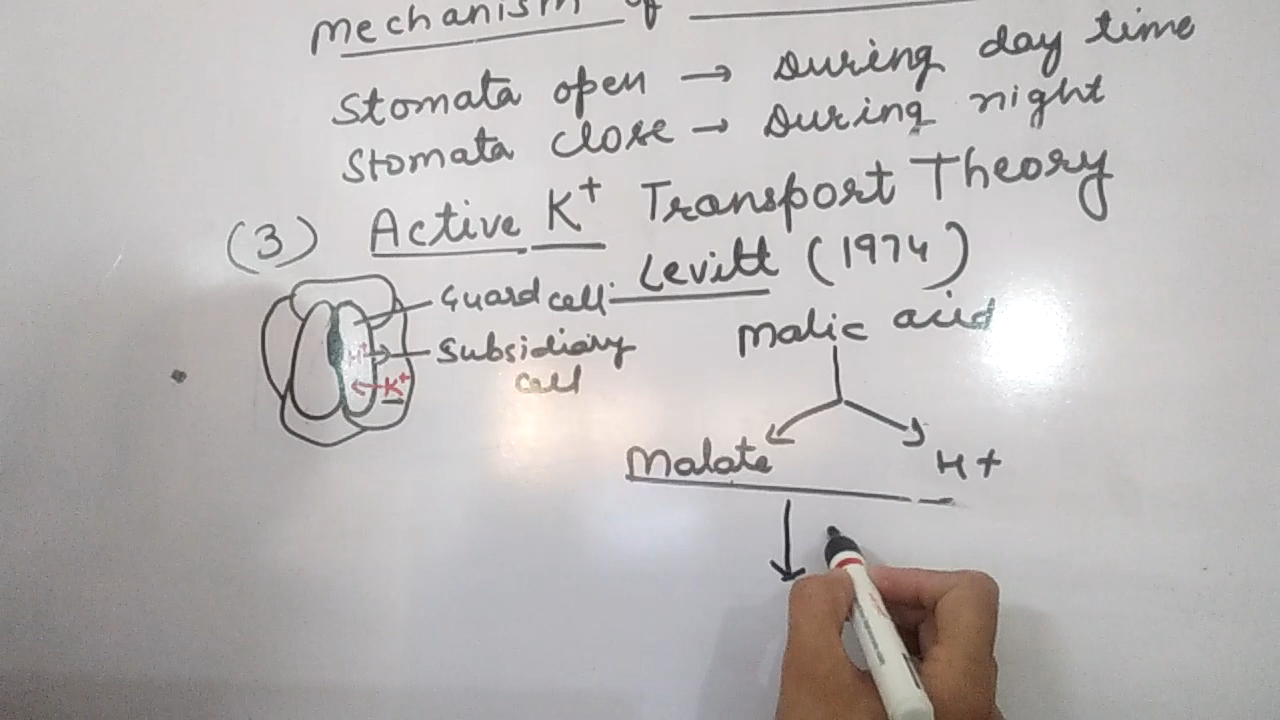 Mechanism of
Stomata open → During day time
Stomata close → During night
(3) Active K+ Transport Theory
Levitt (1974)
Guard cell
Subsidiary
cell
H+
K+
Malic acid
Malate
H+